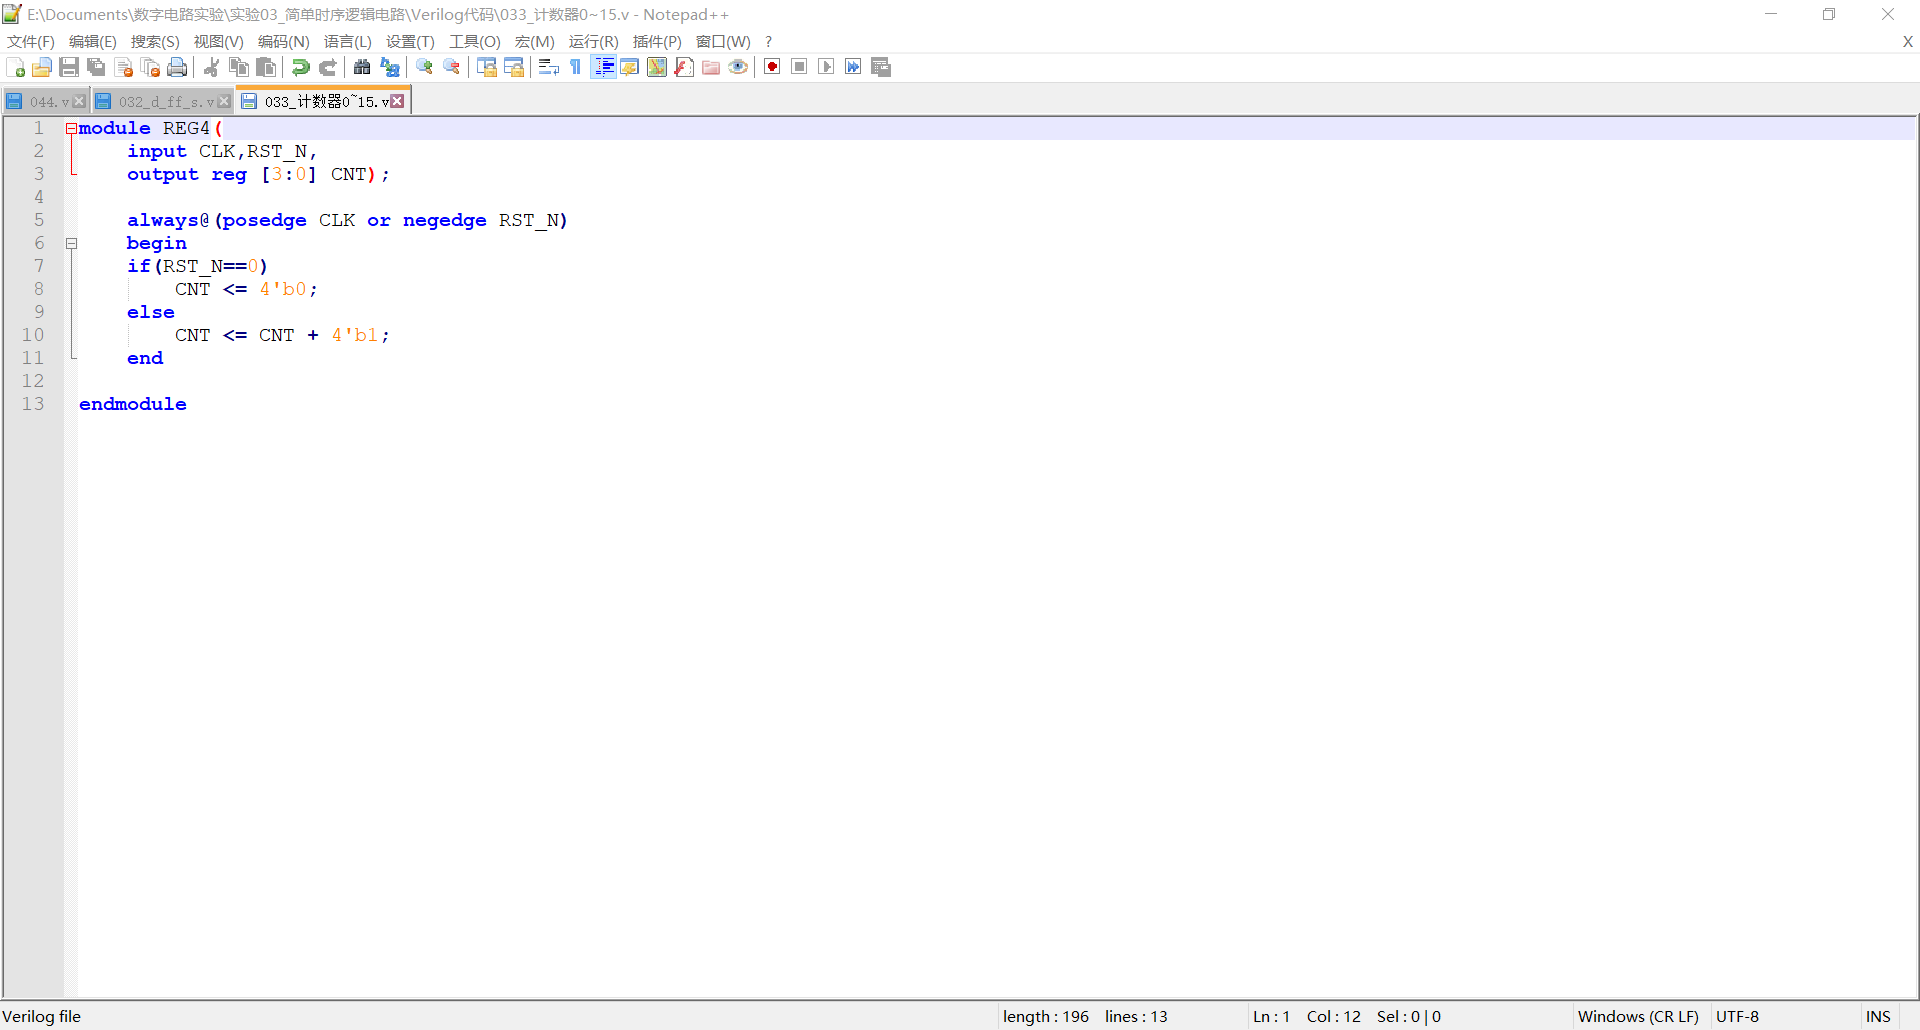 E:\Documents\数字电路实验\实验03_简单时序逻辑电路\Verilog代码\033_计数器0~15.v - Notepad++
文件(F) 编辑(E) 搜索(S) 视图(V) 编码(N) 语言(L) 设置(T) 工具(O) 宏(M) 运行(R) 插件(P) 窗口(W) ? X
044.v 032_d_ff_s.v 033_计数器0~15.v
1 module REG4(
2 input CLK,RST_N,
3 output reg [3:0] CNT);
4
5 always@(posedge CLK or negedge RST_N)
6 begin
7 if(RST_N==0)
8 CNT <= 4'b0;
9 else
10 CNT <= CNT + 4'b1;
11 end
12
13 endmodule
Verilog file length : 196 lines : 13 Ln : 1 Col : 12 Sel : 0 | 0 Windows (CR LF) UTF-8 INS